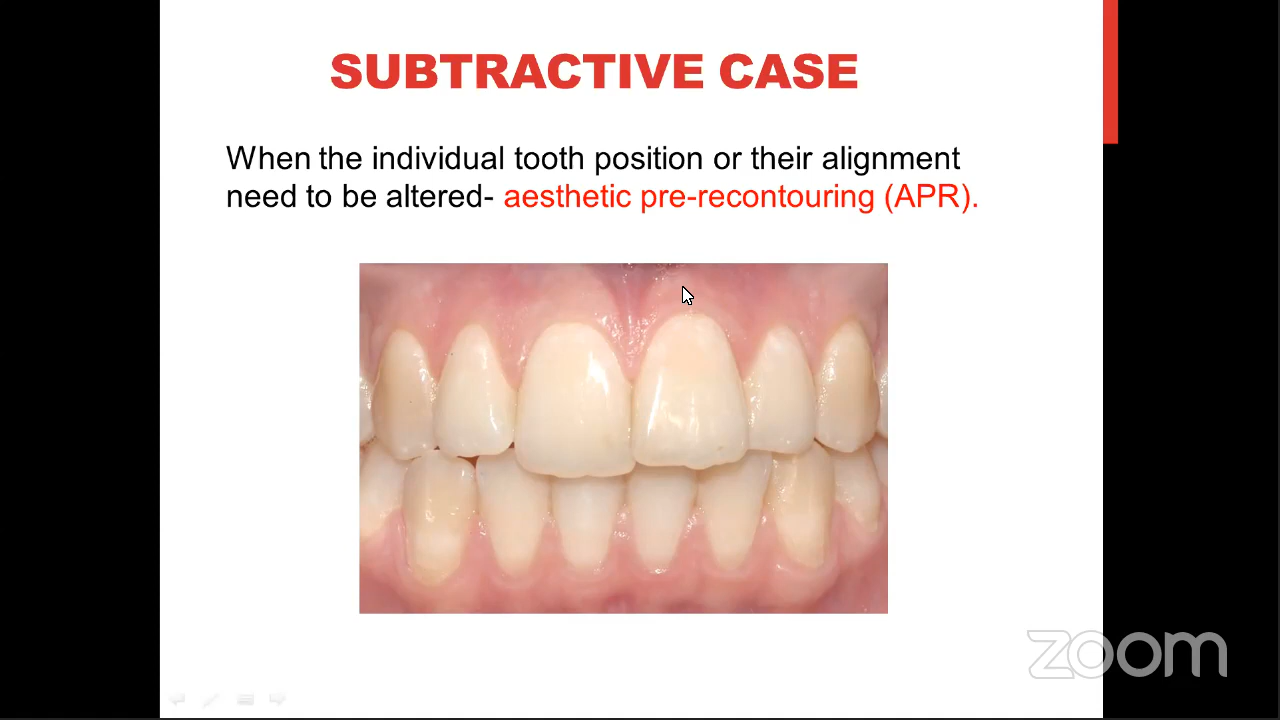 SUBTRACTIVE CASE
When the individual tooth position or their alignment
need to be altered- aesthetic pre-recontouring (APR).
zoom